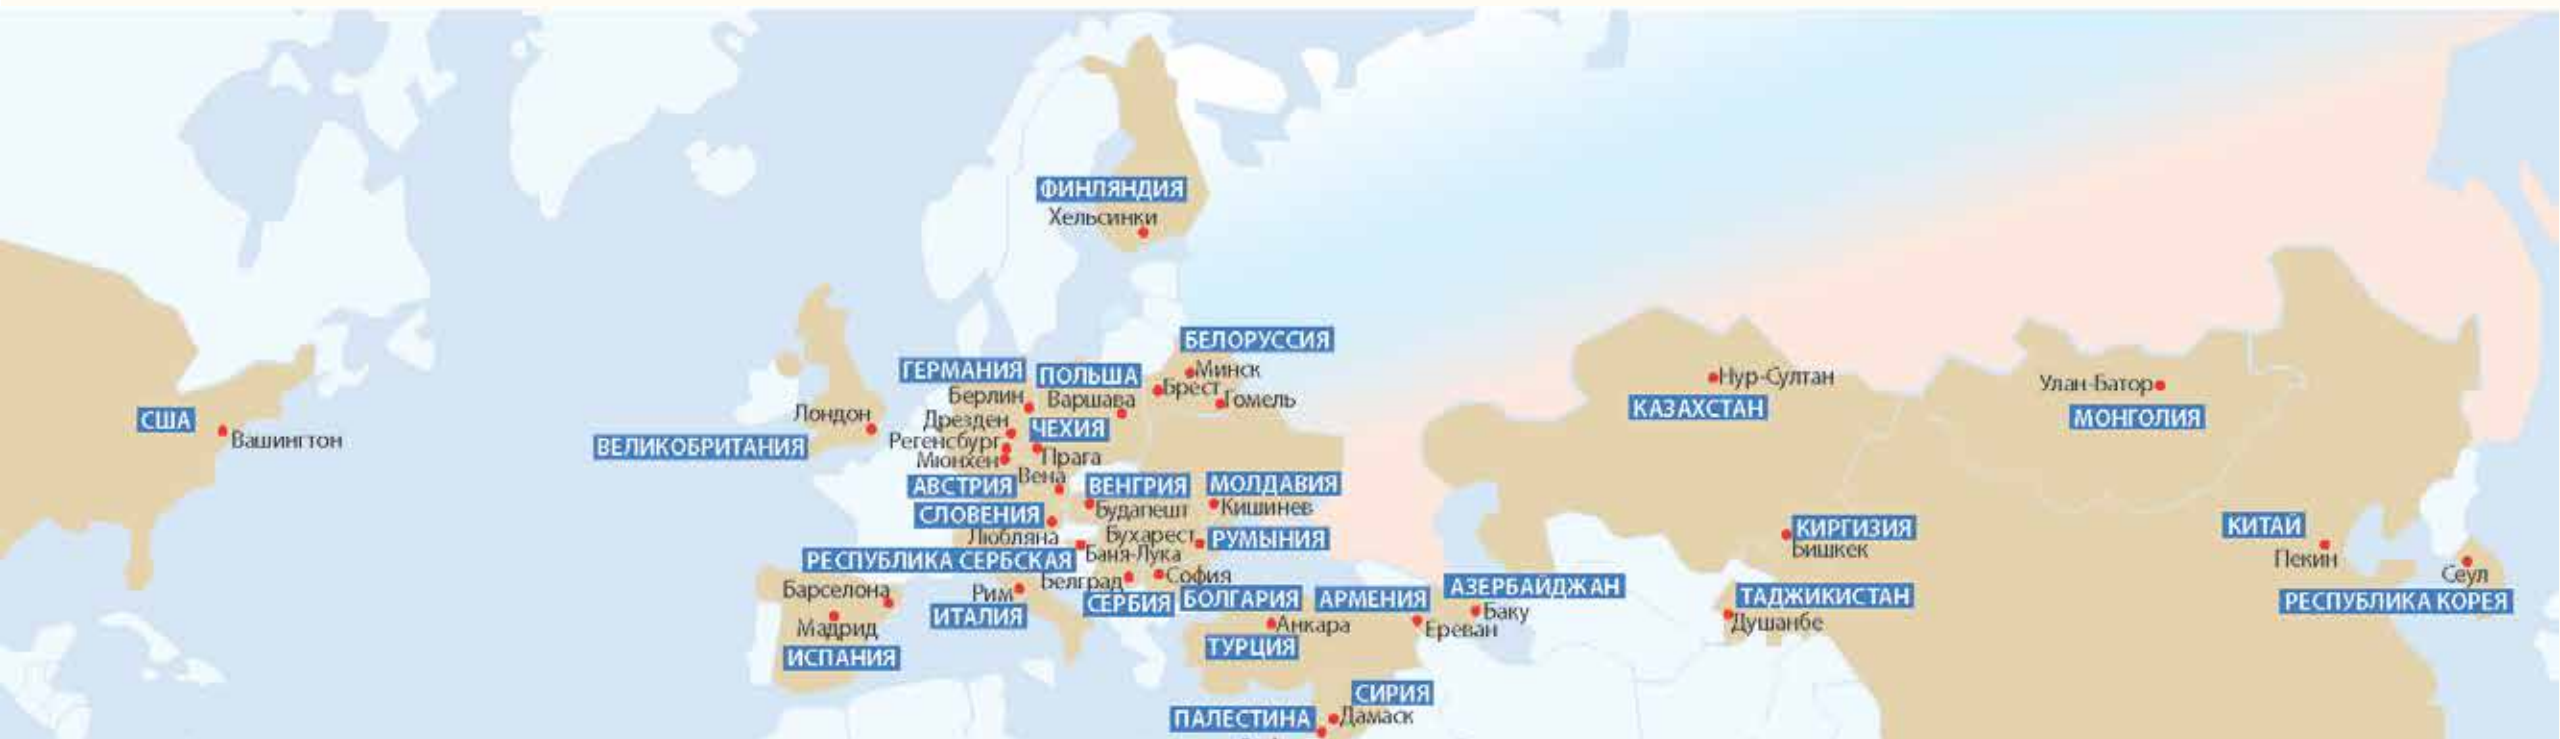 ФИНЛЯНДИЯ
Хельсинки
США
Вашингтон
ВЕЛИКОБРИТАНИЯ
Лондон
ГЕРМАНИЯ
Берлин
Дрезден
Регенсбург
Мюнхен
ПОЛЬША
Варшава
БЕЛОРУССИЯ
Минск
Брест
Гомель
ЧЕХИЯ
Прага
Вена
АВСТРИЯ
ВЕНГРИЯ
Будапешт
МОЛДАВИЯ
Кишинев
СЛОВЕНИЯ
Любляна
Бухарест
РУМЫНИЯ
РЕСПУБЛИКА СЕРБСКАЯ
Баня-Лука
Белград
СЕРБИЯ
София
БОЛГАРИЯ
Барселона
Мадрид
ИСПАНИЯ
Рим
ИТАЛИЯ
АРМЕНИЯ
Ереван
АЗЕРБАЙДЖАН
Баку
Анкара
ТУРЦИЯ
СИРИЯ
Дамаск
ПАЛЕСТИНА
Нур-Султан
КАЗАХСТАН
КИРГИЗИЯ
Бишкек
ТАДЖИКИСТАН
Душанбе
Улан-Батор
МОНГОЛИЯ
КИТАЙ
Пекин
Сеул
РЕСПУБЛИКА КОРЕЯ